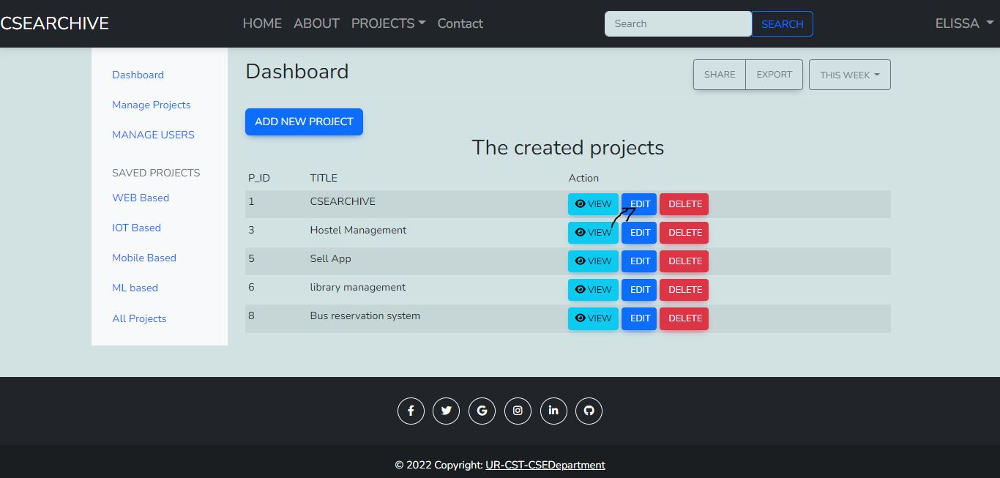 CSEARCHIVE HOME ABOUT PROJECTS Contact Search SEARCH ELISSA
Dashboard
Manage Projects
MANAGE USERS
SAVED PROJECTS
WEB Based
IOT Based
Mobile Based
ML based
All Projects
Dashboard SHARE EXPORT THIS WEEK
ADD NEW PROJECT
The created projects
P_ID TITLE Action
1 CSEARCHIVE VIEW EDIT DELETE
3 Hostel Management VIEW EDIT DELETE
5 Sell App VIEW EDIT DELETE
6 library management VIEW EDIT DELETE
8 Bus reservation system VIEW EDIT DELETE
© 2022 Copyright: UR-CST-CSEDepartment